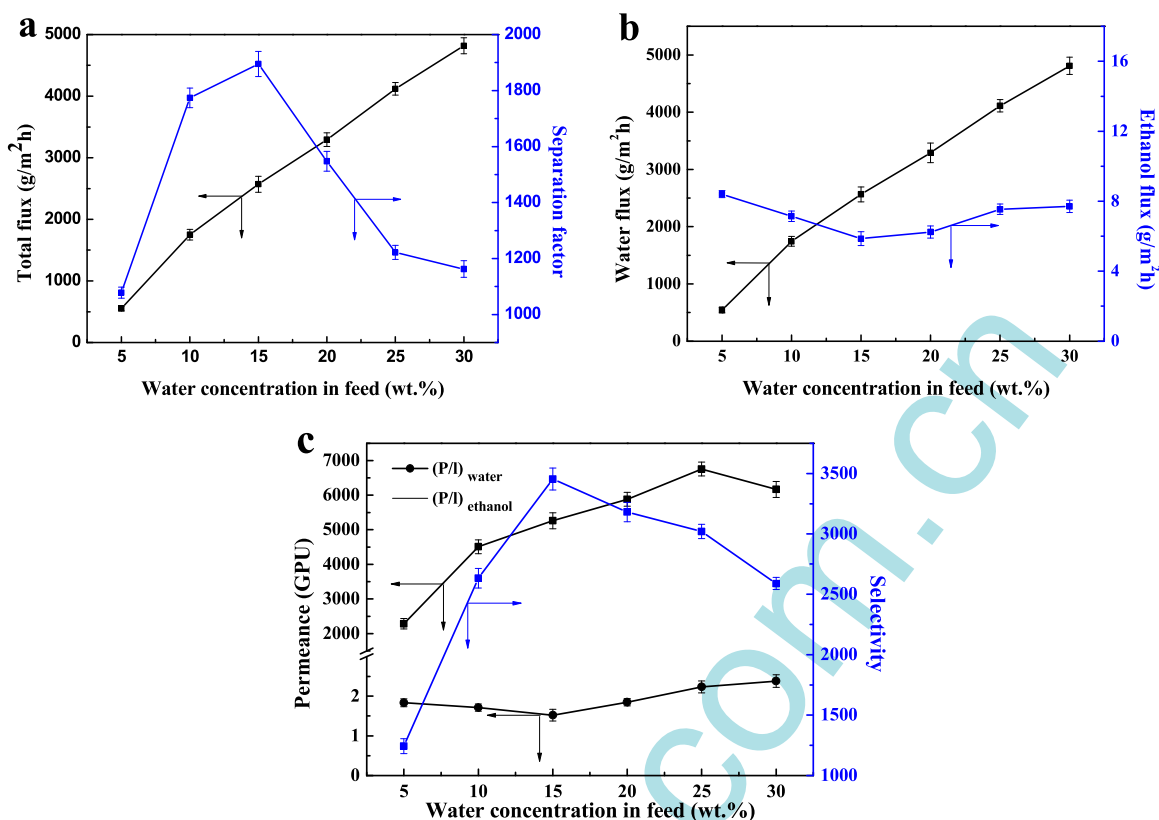 a
5000
4000
3000
2000
1000
0
Total flux (g/m²h)
2000
1800
1600
1400
1200
1000
Separation factor
5 10 15 20 25 30
Water concentration in feed (wt.%)
b
5000
4000
3000
2000
1000
0
Water flux (g/m²h)
16
12
8
4
0
Ethanol flux (g/m²h)
5 10 15 20 25 30
Water concentration in feed (wt.%)
c
(P/l) water
(P/l) ethanol
7000
6000
5000
4000
3000
2000
2
1
0
Permeance (GPU)
3500
3000
2500
2000
1500
1000
Selectivity
5 10 15 20 25 30
Water concentration in feed (wt.%)
com.cn